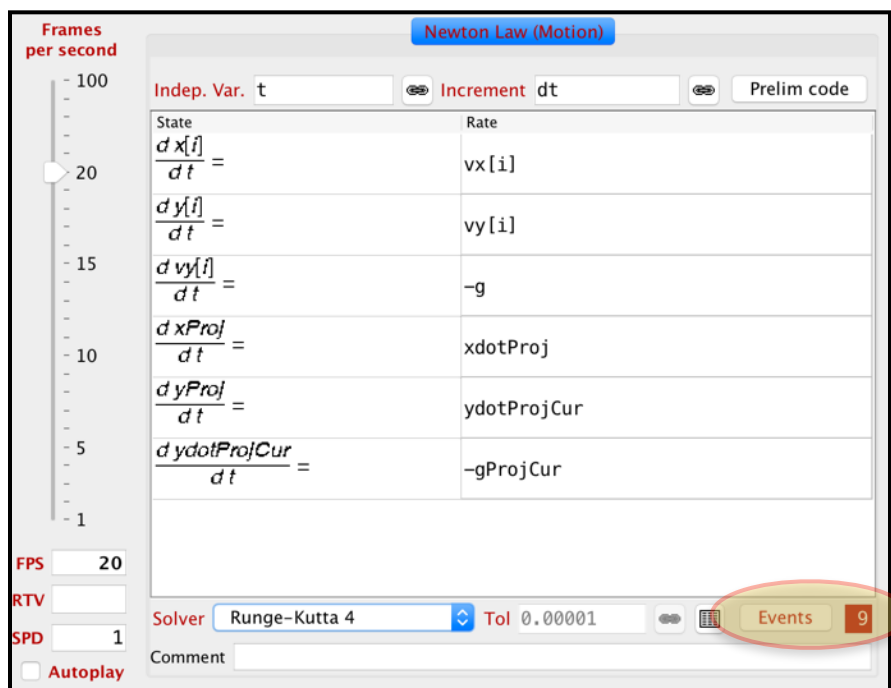 Frames
per second
100
20
15
10
5
1
FPS 20
RTV
SPD 1
Autoplay
Newton Law (Motion)
Indep. Var. t Increment dt Prelim code
State Rate
d x[i]
d t = vx[i]
d y[i]
d t = vy[i]
d vy[i]
d t = -g
d xProj
d t = xdotProj
d yProj
d t = ydotProjCur
d ydotProjCur
d t = -gProjCur
Solver Runge-Kutta 4 Tol 0.00001 Events 9
Comment